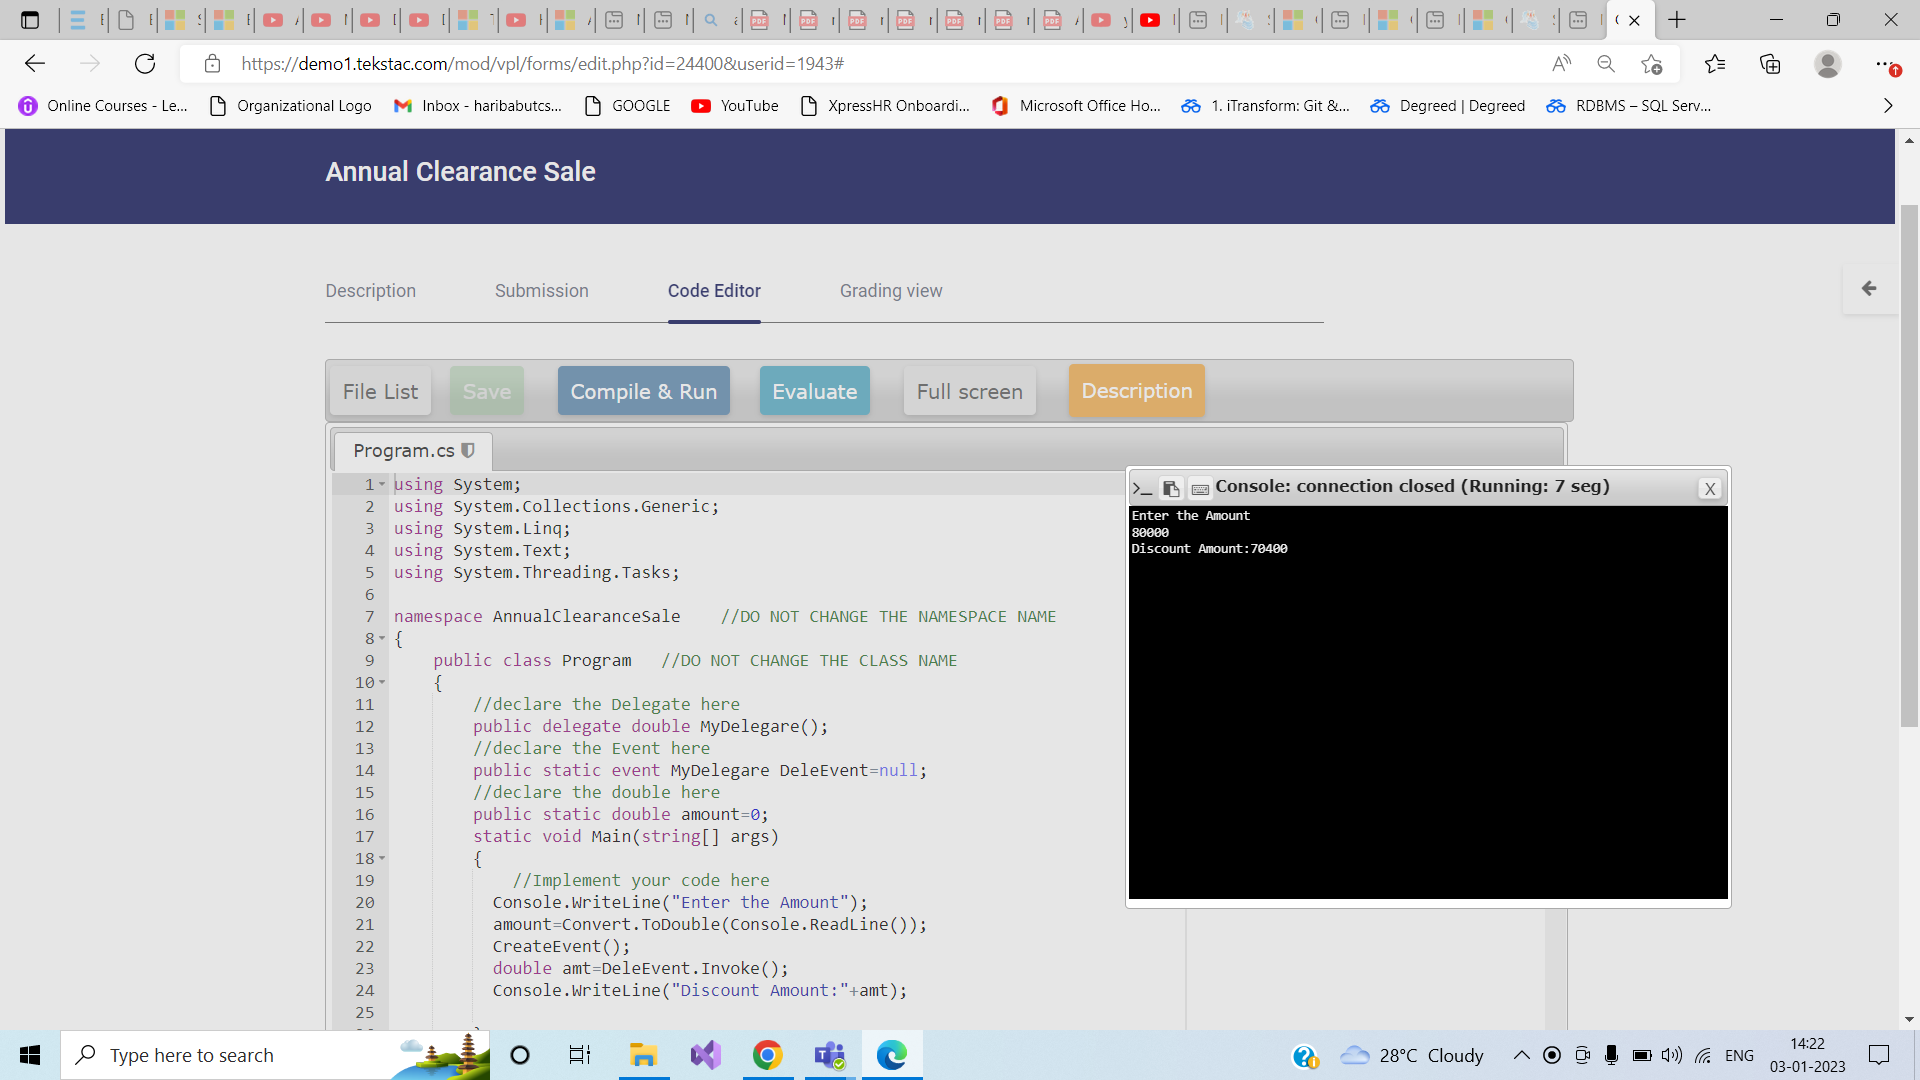 https://demo1.tekstac.com/mod/vpl/forms/edit.php?id=24400&userid=1943#
Online Courses - Le... Organizational Logo Inbox - haribabutcs... GOOGLE YouTube XpressHR Onboardi... Microsoft Office Ho... 1. iTransform: Git &... Degreed | Degreed RDBMS – SQL Serv...
Annual Clearance Sale
Description Submission Code Editor Grading view
File List Save Compile & Run Evaluate Full screen Description
Program.cs
Console: connection closed (Running: 7 seg) X
Enter the Amount
80000
Discount Amount:70400
1 using System;
2 using System.Collections.Generic;
3 using System.Linq;
4 using System.Text;
5 using System.Threading.Tasks;
6
7 namespace AnnualClearanceSale //DO NOT CHANGE THE NAMESPACE NAME
8 {
9 public class Program //DO NOT CHANGE THE CLASS NAME
10 {
11 //declare the Delegate here
12 public delegate double MyDelegare();
13 //declare the Event here
14 public static event MyDelegare DeleEvent=null;
15 //declare the double here
16 public static double amount=0;
17 static void Main(string[] args)
18 {
19 //Implement your code here
20 Console.WriteLine("Enter the Amount");
21 amount=Convert.ToDouble(Console.ReadLine());
22 CreateEvent();
23 double amt=DeleEvent.Invoke();
24 Console.WriteLine("Discount Amount:"+amt);
25
Type here to search
28°C Cloudy
ENG
14:22
03-01-2023